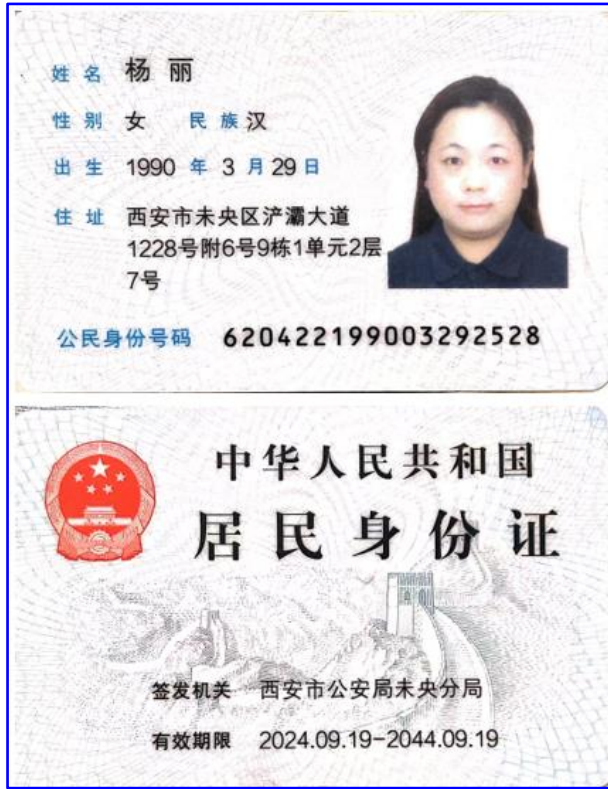 姓名 杨丽
性别 女 民族 汉
出生 1990 年 3 月 29 日
住址 西安市未央区浐灞大道
1228号附6号9栋1单元2层
7号
公民身份号码 620422199003292528
中华人民共和国
居民身份证
签发机关 西安市公安局未央分局
有效期限 2024.09.19-2044.09.19